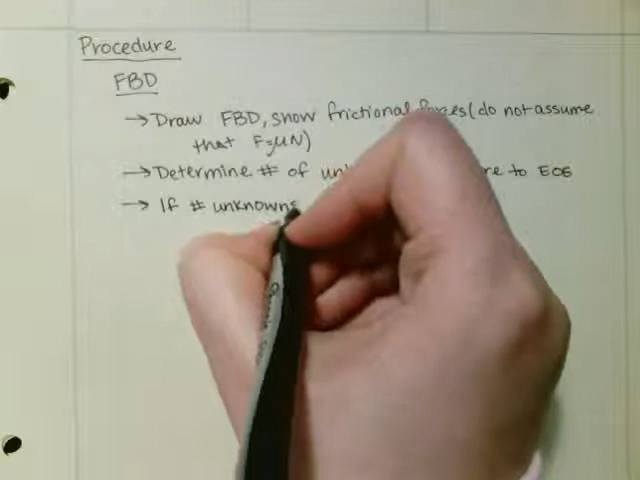 Procedure
FBD
→ Draw FBD, show frictional forces (do not assume
that F=μN)
→ Determine # of re to EOE
→ If # unknowns